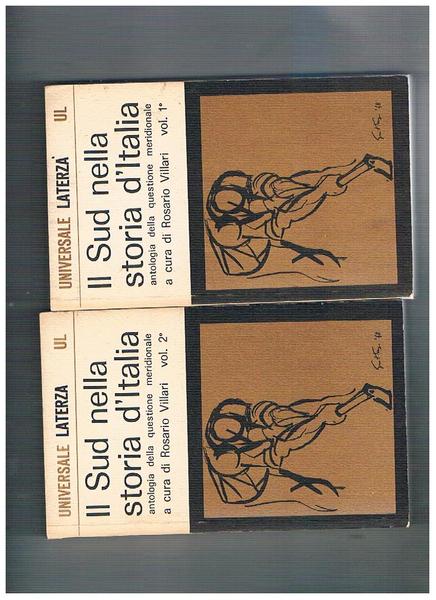 UNIVERSALE LATERZA UL
Il Sud nella
storia d'Italia
antologia della questione meridionale
a cura di Rosario Villari vol. 1°
UNIVERSALE LATERZA UL
Il Sud nella
storia d'Italia
antologia della questione meridionale
a cura di Rosario Villari vol. 2°